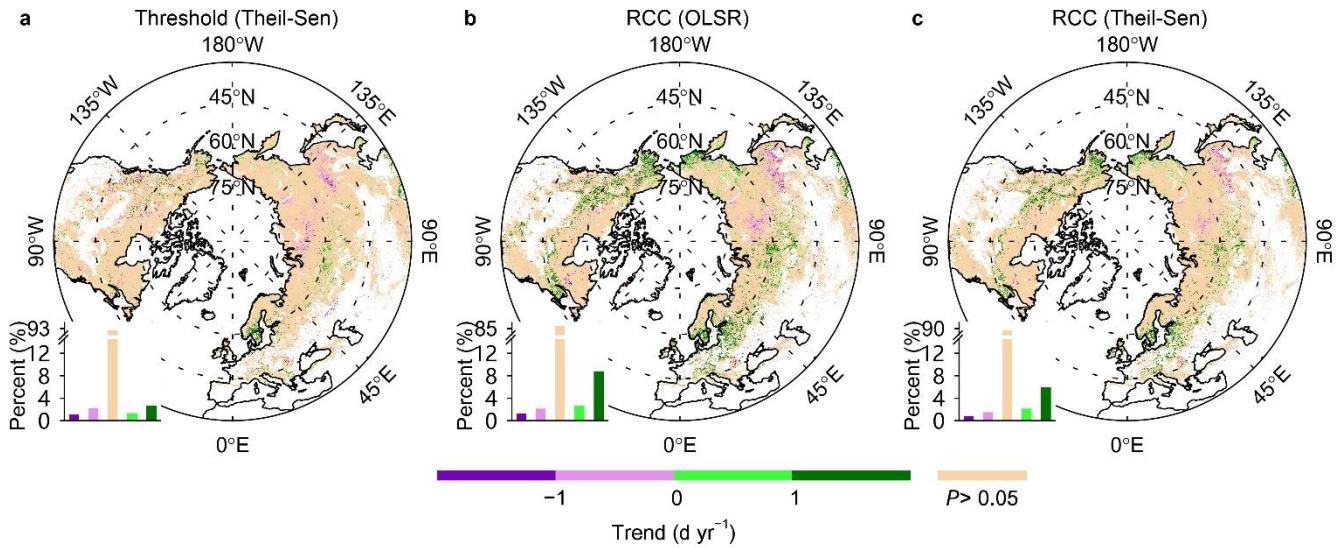 a Threshold (Theil-Sen)
180°W
135°W
135°E
45°N
60°N
75°N
90°W
90°E
45°E
0°E
Percent (%)
93
12
8
4
0
b RCC (OLSR)
180°W
135°W
135°E
45°N
60°N
75°N
90°W
90°E
45°E
0°E
Percent (%)
85
12
8
4
0
c RCC (Theil-Sen)
180°W
135°W
135°E
45°N
60°N
75°N
90°W
90°E
45°E
0°E
Percent (%)
90
12
8
4
0
−1 0 1
P> 0.05
Trend (d yr⁻¹)